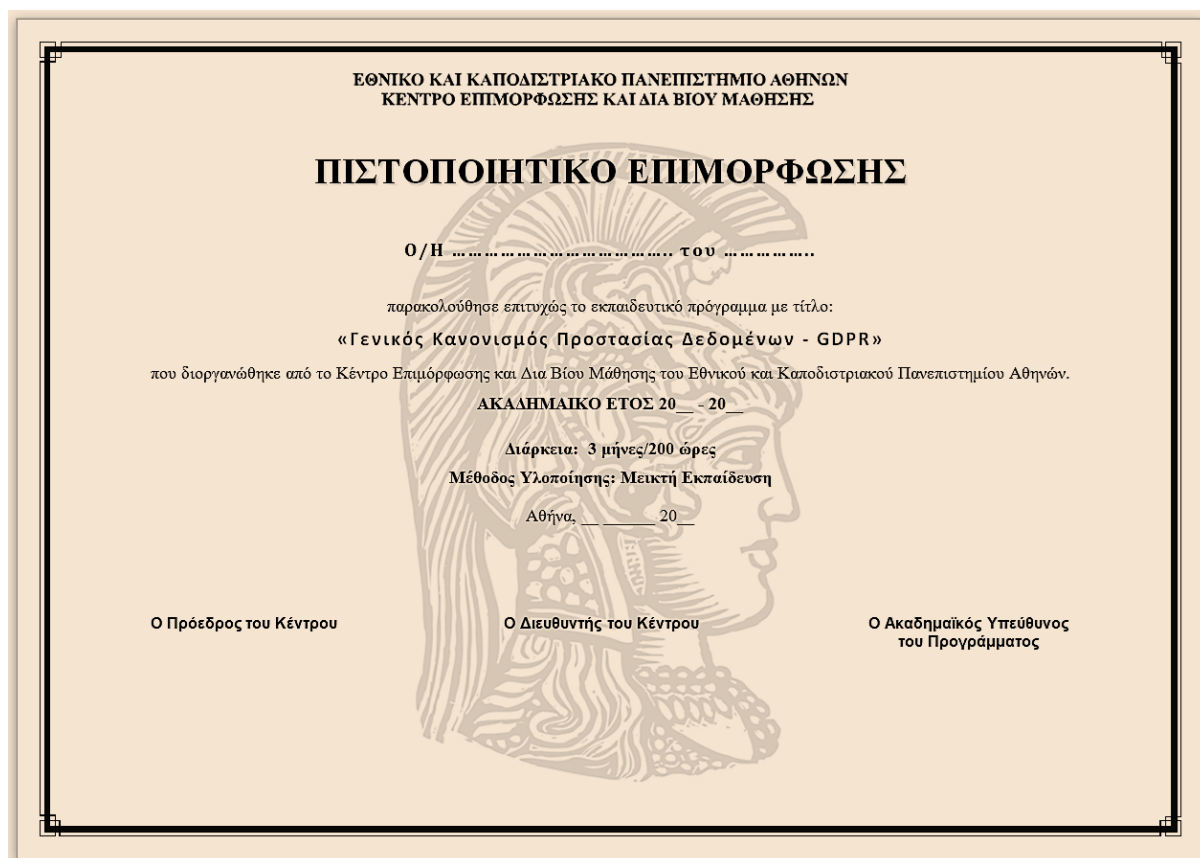 ΕΘΝΙΚΟ ΚΑΙ ΚΑΠΟΔΙΣΤΡΙΑΚΟ ΠΑΝΕΠΙΣΤΗΜΙΟ ΑΘΗΝΩΝ
ΚΕΝΤΡΟ ΕΠΙΜΟΡΦΩΣΗΣ ΚΑΙ ΔΙΑ ΒΙΟΥ ΜΑΘΗΣΗΣ
ΠΙΣΤΟΠΟΙΗΤΙΚΟ ΕΠΙΜΟΡΦΩΣΗΣ
Ο/Η ………………………………….. του ……………..
παρακολούθησε επιτυχώς το εκπαιδευτικό πρόγραμμα με τίτλο:
«Γενικός Κανονισμός Προστασίας Δεδομένων - GDPR»
που διοργανώθηκε από το Κέντρο Επιμόρφωσης και Δια Βίου Μάθησης του Εθνικού και Καποδιστριακού Πανεπιστημίου Αθηνών.
ΑΚΑΔΗΜΑΙΚΟ ΕΤΟΣ 20__ - 20__
Διάρκεια: 3 μήνες/200 ώρες
Μέθοδος Υλοποίησης: Μεικτή Εκπαίδευση
Αθήνα, __ ______ 20__
Ο Πρόεδρος του Κέντρου
Ο Διευθυντής του Κέντρου
Ο Ακαδημαϊκός Υπεύθυνος
του Προγράμματος